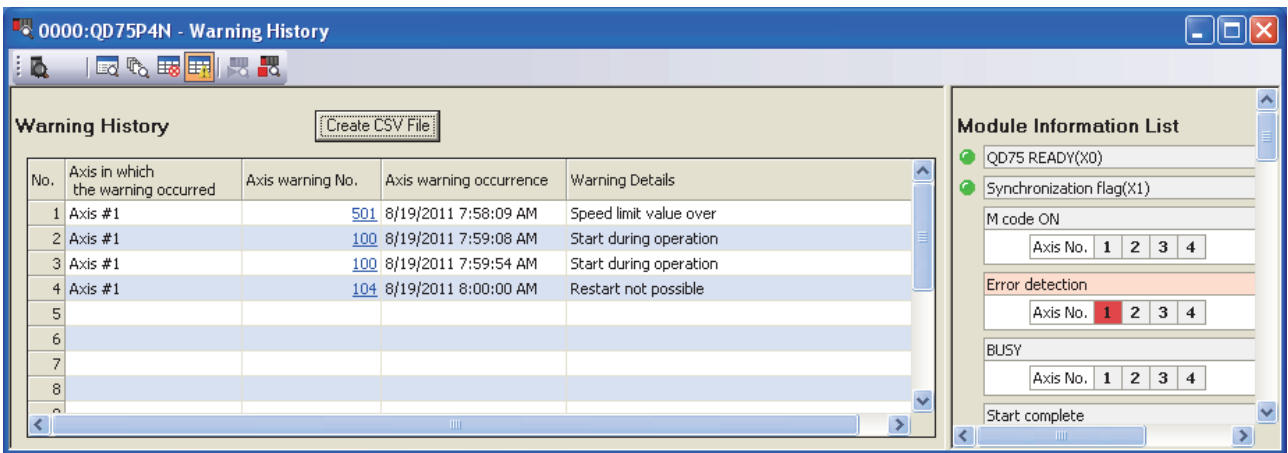 0000:QD75P4N - Warning History
Warning History
Create CSV File
No. Axis in which the warning occurred Axis warning No. Axis warning occurrence Warning Details
1 Axis #1 501 8/19/2011 7:58:09 AM Speed limit value over
2 Axis #1 100 8/19/2011 7:59:08 AM Start during operation
3 Axis #1 100 8/19/2011 7:59:54 AM Start during operation
4 Axis #1 104 8/19/2011 8:00:00 AM Restart not possible
5
6
7
8
Module Information List
QD75 READY(X0)
Synchronization flag(X1)
M code ON
Axis No. 1 2 3 4
Error detection
Axis No. 1 2 3 4
BUSY
Axis No. 1 2 3 4
Start complete